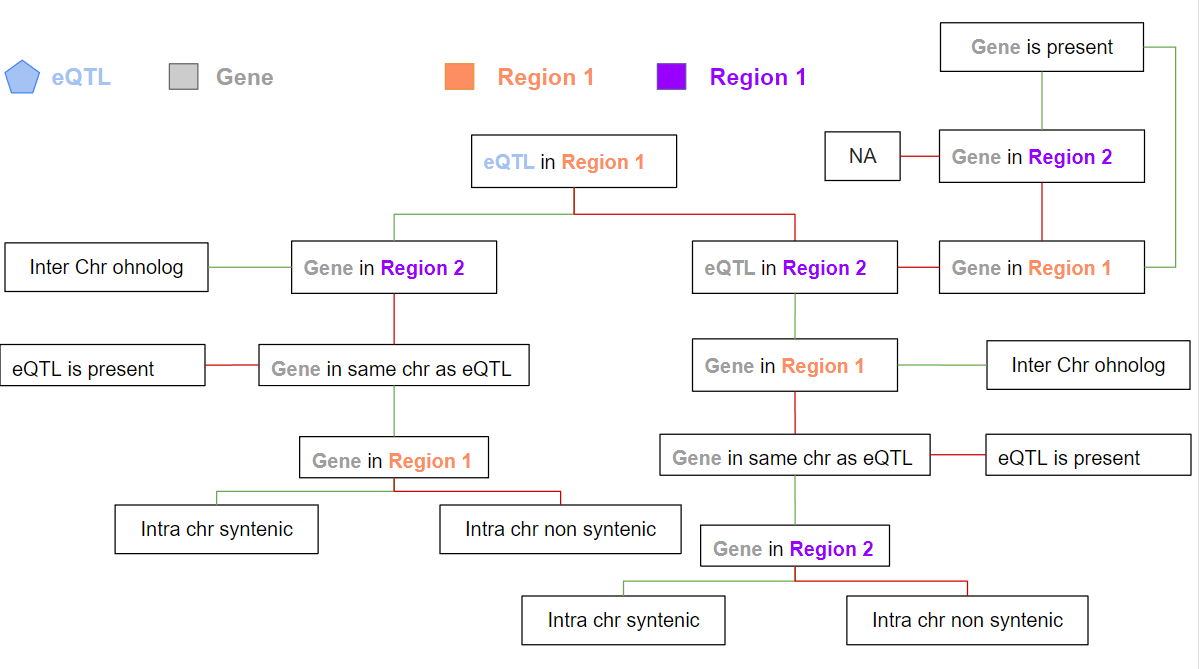 Gene is present
eQTL
Gene
Region 1
Region 1
eQTL in Region 1
NA
Gene in Region 2
Inter Chr ohnolog
Gene in Region 2
eQTL in Region 2
Gene in Region 1
eQTL is present
Gene in same chr as eQTL
Gene in Region 1
Inter Chr ohnolog
Gene in Region 1
Gene in same chr as eQTL
eQTL is present
Intra chr syntenic
Intra chr non syntenic
Gene in Region 2
Intra chr syntenic
Intra chr non syntenic